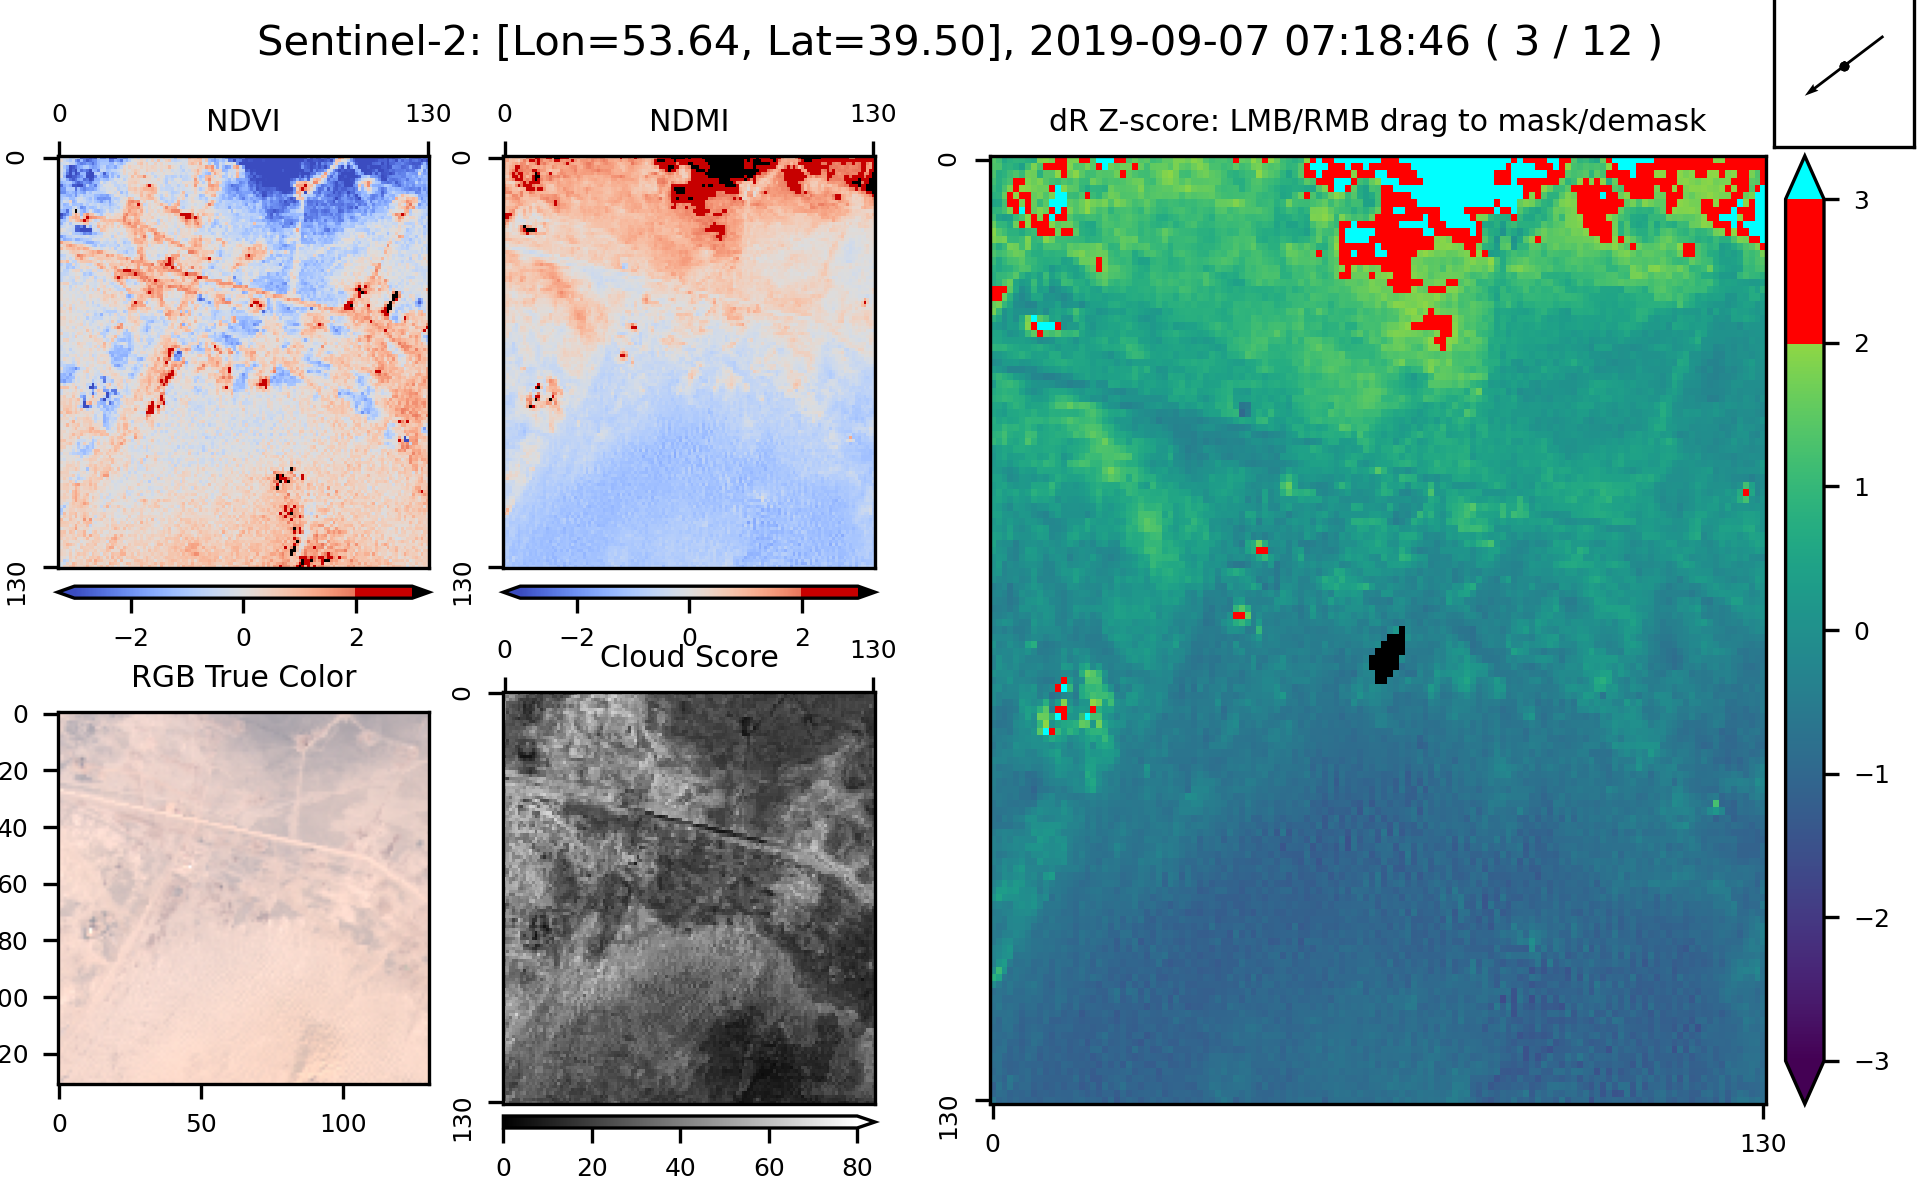 Sentinel-2: [Lon=53.64, Lat=39.50], 2019-09-07 07:18:46 ( 3 / 12 )
0 NDVI 130
0 NDMI 130
dR Z-score: LMB/RMB drag to mask/demask
0
130
−2 0 2
0
130
−2 0 2
0
130
3
2
1
0
−1
−2
−3
0 130
RGB True Color
0
20
40
60
80
00
20
0 50 100
0 Cloud Score 130
0
130
0 20 40 60 80